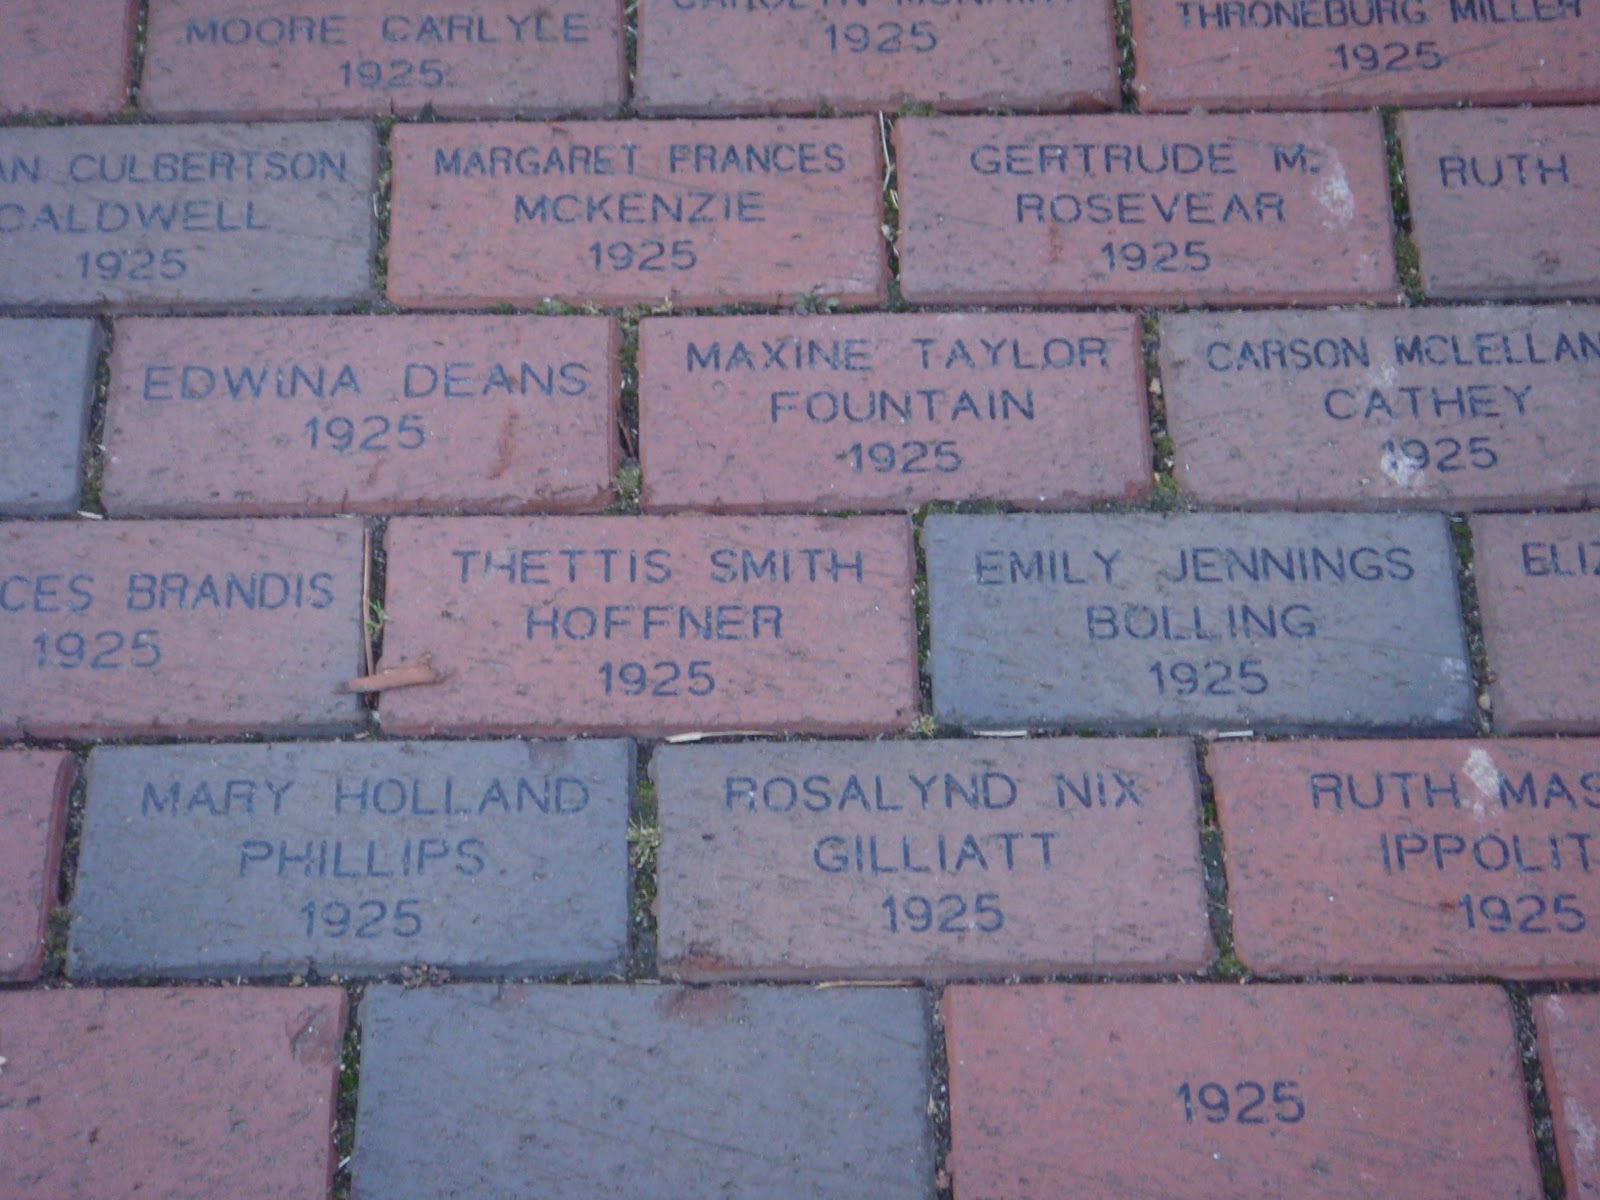 MOORE CARLYLE
1925
1925
THRONEBURG MILLER
1925
CULBERTSON
CALDWELL
1925
MARGARET FRANCES
MCKENZIE
1925
GERTRUDE M.
ROSEVEAR
1925
RUTH
EDWINA DEANS
1925
MAXINE TAYLOR
FOUNTAIN
1925
CARSON MCLELLAN
CATHEY
1925
BRANDIS
1925
THETTIS SMITH
HOFFNER
1925
EMILY JENNINGS
BOLLING
1925
MARY HOLLAND
PHILLIPS
1925
ROSALYND NIX
GILLIATT
1925
RUTH MAS
IPPOLIT
1925
1925